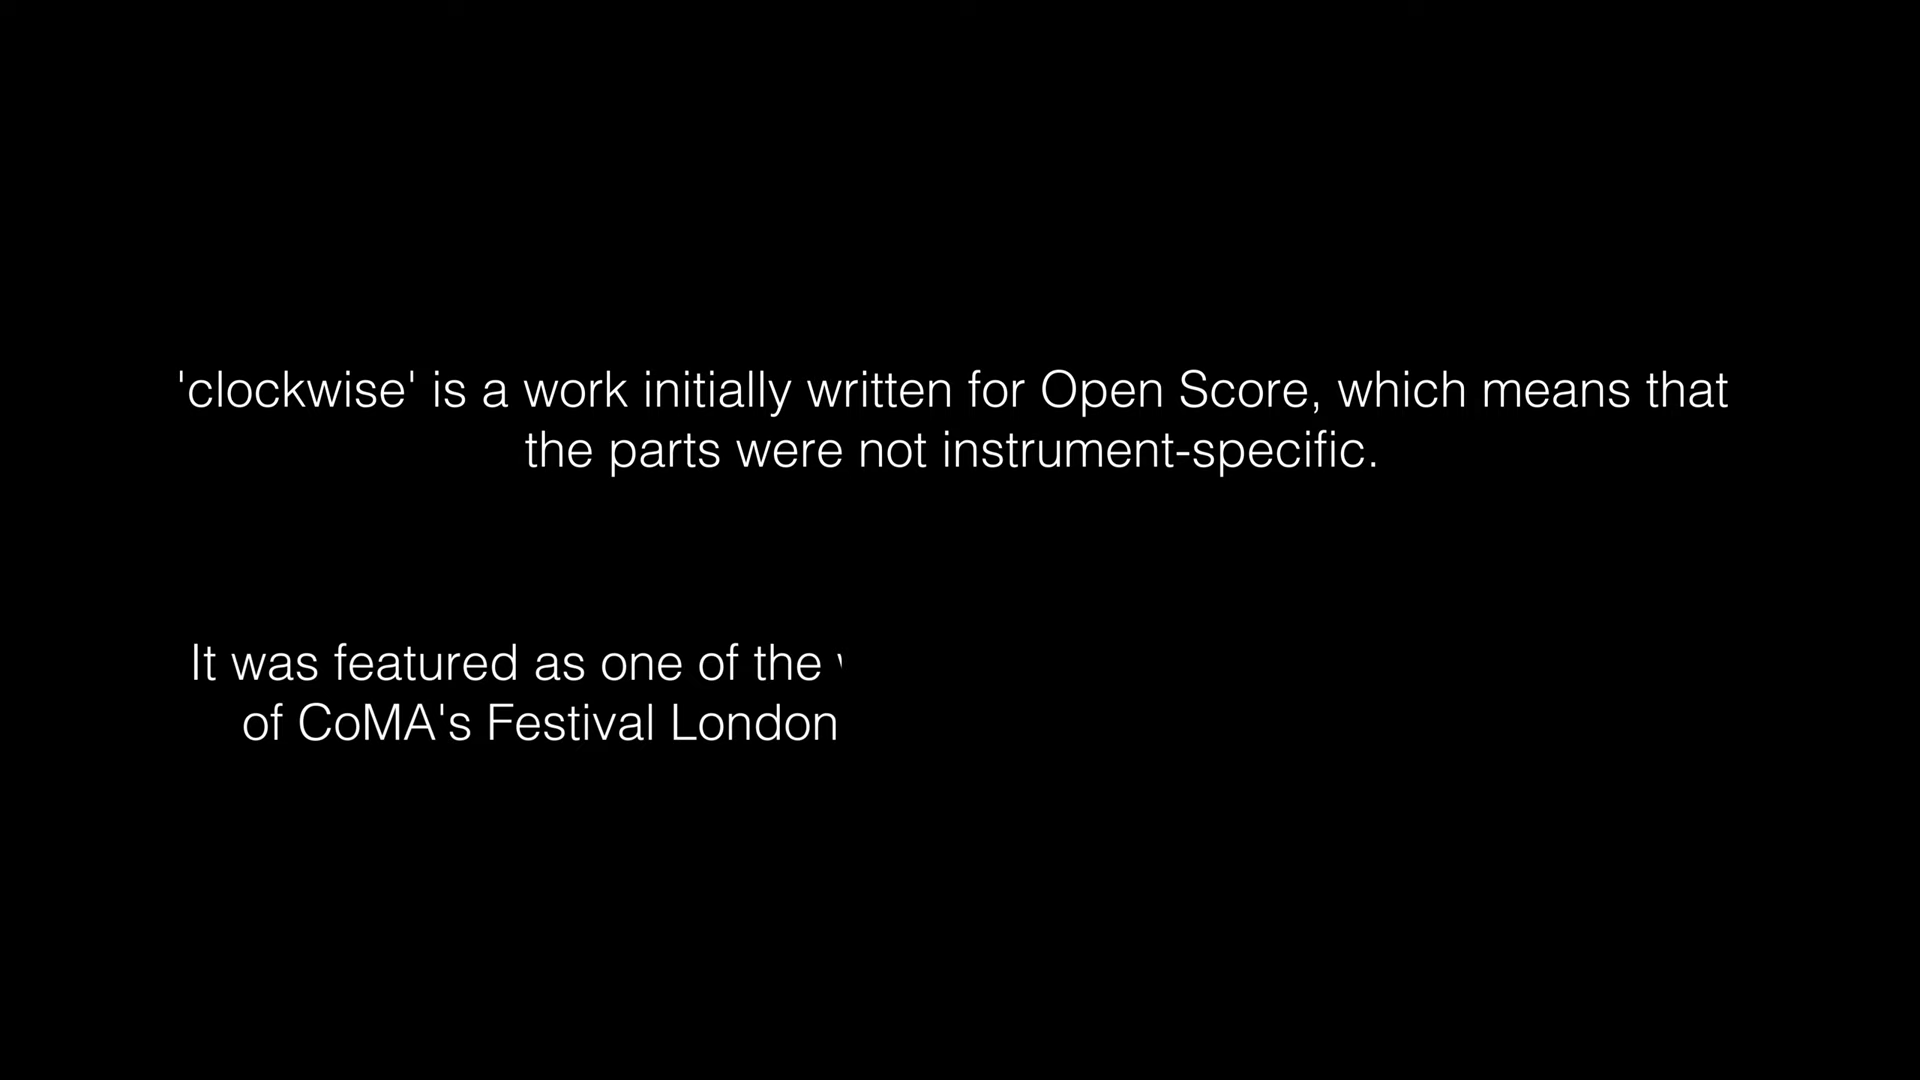 'clockwise' is a work initially written for Open Score, which means that
the parts were not instrument-specific.
It was featured as one of the
of CoMA's Festival London